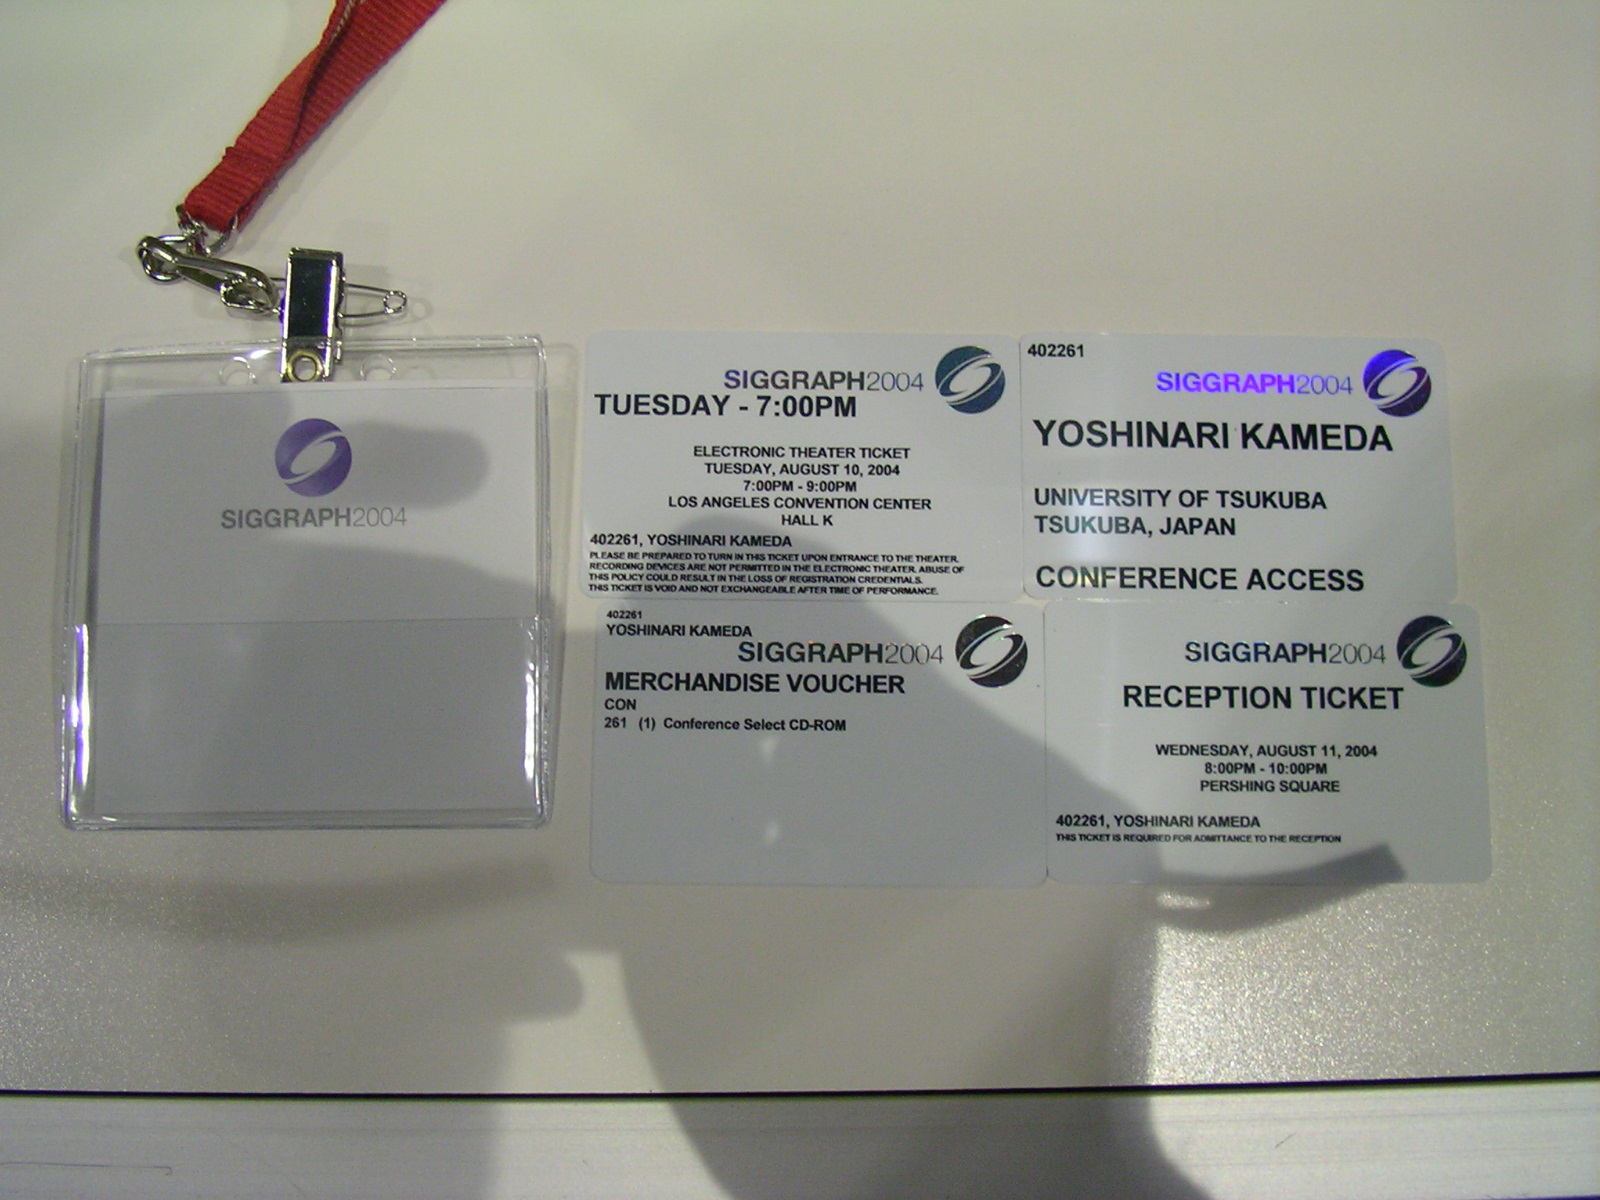 SIGGRAPH2004
SIGGRAPH2004
TUESDAY - 7:00PM
ELECTRONIC THEATER TICKET
TUESDAY, AUGUST 10, 2004
7:00PM - 9:00PM
LOS ANGELES CONVENTION CENTER
HALL K
402261, YOSHINARI KAMEDA
PLEASE BE PREPARED TO TURN IN THIS TICKET UPON ENTRANCE TO THE THEATER.
RECORDING DEVICES ARE NOT PERMITTED IN THE ELECTRONIC THEATER. ABUSE OF
THIS POLICY COULD RESULT IN THE LOSS OF REGISTRATION CREDENTIALS.
THIS TICKET IS VOID AND NOT EXCHANGEABLE AFTER TIME OF PERFORMANCE.
402261
SIGGRAPH2004
YOSHINARI KAMEDA
UNIVERSITY OF TSUKUBA
TSUKUBA, JAPAN
CONFERENCE ACCESS
402261
YOSHINARI KAMEDA
SIGGRAPH2004
MERCHANDISE VOUCHER
CON
261 (1) Conference Select CD-ROM
SIGGRAPH2004
RECEPTION TICKET
WEDNESDAY, AUGUST 11, 2004
8:00PM - 10:00PM
PERSHING SQUARE
402261, YOSHINARI KAMEDA
THIS TICKET IS REQUIRED FOR ADMITTANCE TO THE RECEPTION